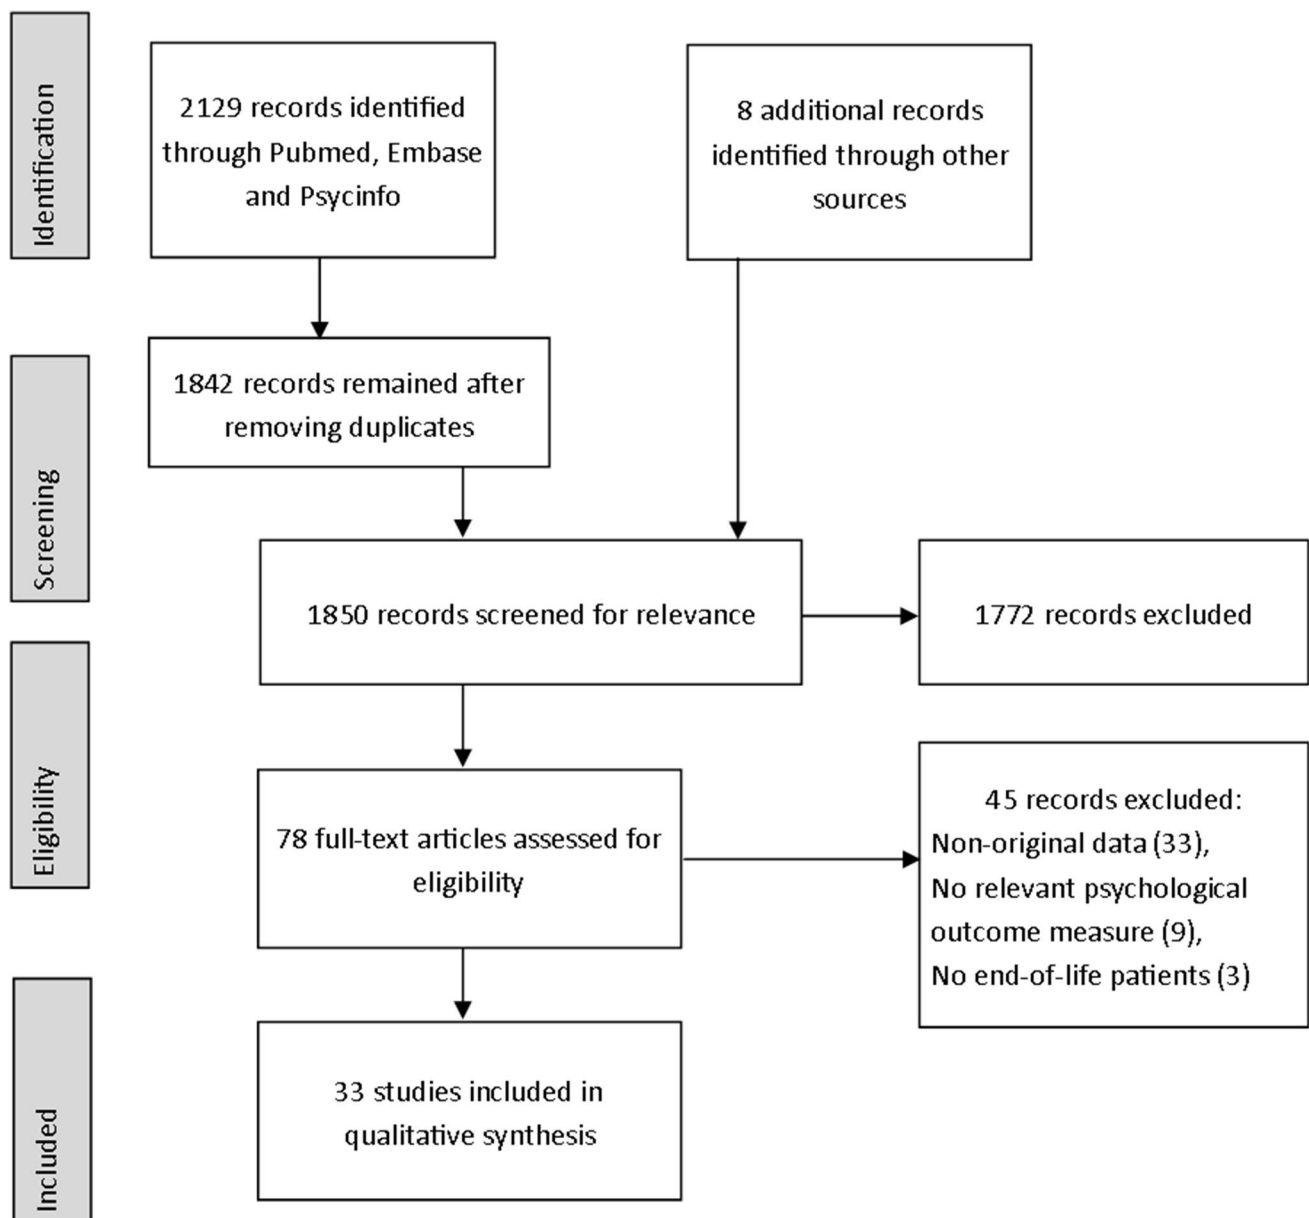 Identification
2129 records identified
through Pubmed, Embase
and Psycinfo
8 additional records
identified through other
sources
Screening
1842 records remained after
removing duplicates
1850 records screened for relevance
1772 records excluded
Eligibility
78 full-text articles assessed for
eligibility
45 records excluded:
Non-original data (33),
No relevant psychological
outcome measure (9),
No end-of-life patients (3)
Included
33 studies included in
qualitative synthesis